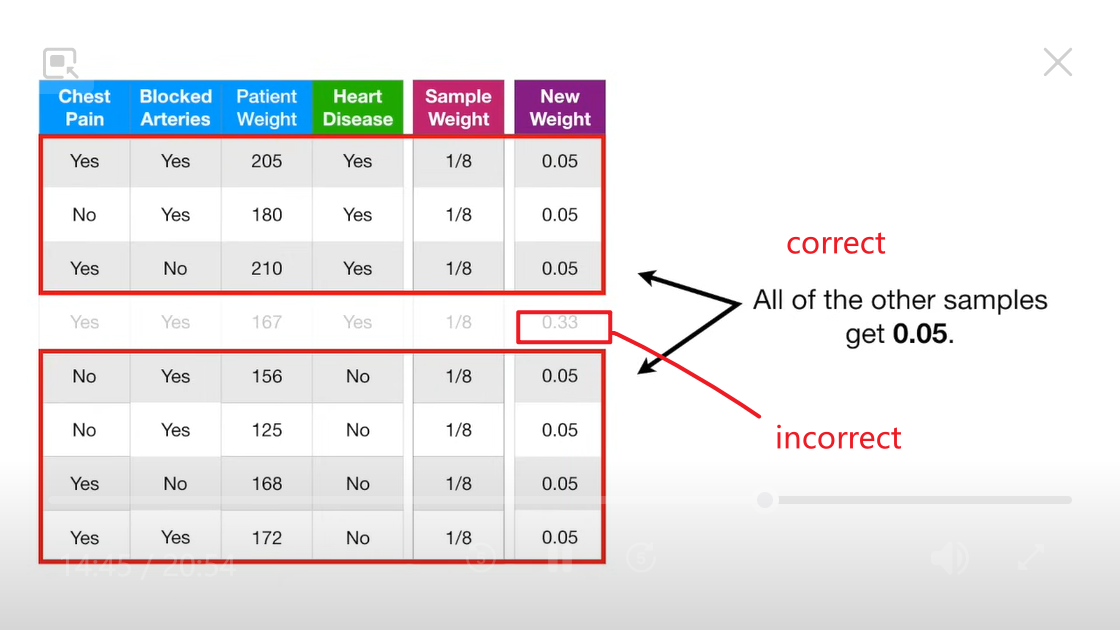 Chest Pain Blocked Arteries Patient Weight Heart Disease Sample Weight New Weight
Yes Yes 205 Yes 1/8 0.05
No Yes 180 Yes 1/8 0.05
Yes No 210 Yes 1/8 0.05
Yes Yes 167 Yes 1/8 0.33
No Yes 156 No 1/8 0.05
No Yes 125 No 1/8 0.05
Yes No 168 No 1/8 0.05
Yes Yes 172 No 1/8 0.05
correct
All of the other samples
get 0.05.
incorrect
14:45 / 20:54